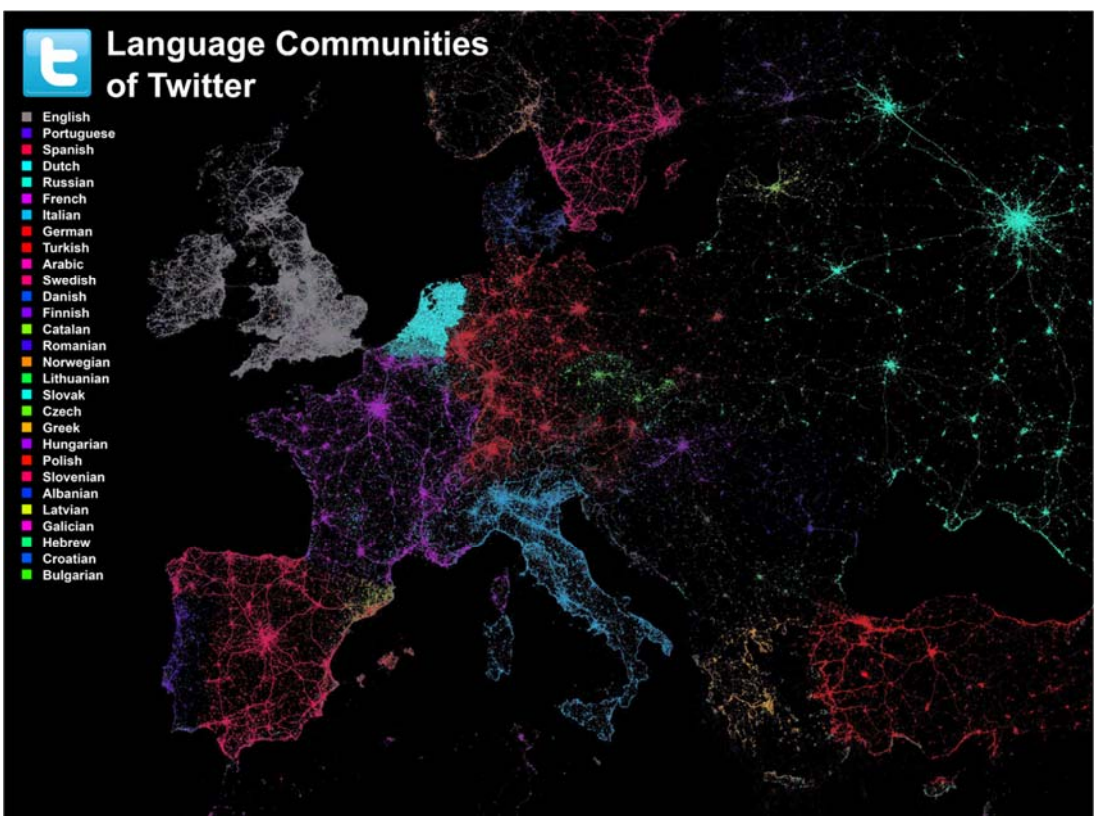 Language Communities
of Twitter
English
Portuguese
Spanish
Dutch
Russian
French
Italian
German
Turkish
Arabic
Swedish
Danish
Finnish
Catalan
Romanian
Norwegian
Lithuanian
Slovak
Czech
Greek
Hungarian
Polish
Slovenian
Albanian
Latvian
Galician
Hebrew
Croatian
Bulgarian